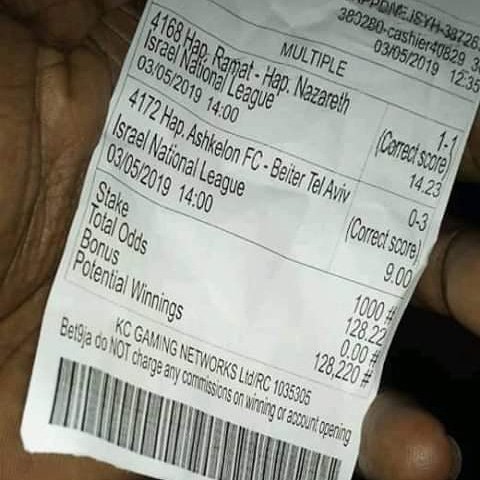 380280-cashier40829
03/05/2019 12:35
MULTIPLE
4168 Hap. Ramat - Hap. Nazareth
Israel National League
03/05/2019 14:00
1-1
(Correct score)
14.23
4172 Hap. Ashkelon FC - Beiter Tel Aviv
Israel National League
03/05/2019 14:00
0-3
(Correct score)
9.00
Stake 1000 #
Total Odds 128.22
Bonus 0.00 #
Potential Winnings 128,220 #
KC GAMING NETWORKS Ltd/RC 1035305
Bet9ja do NOT charge any commissions on winning or account opening